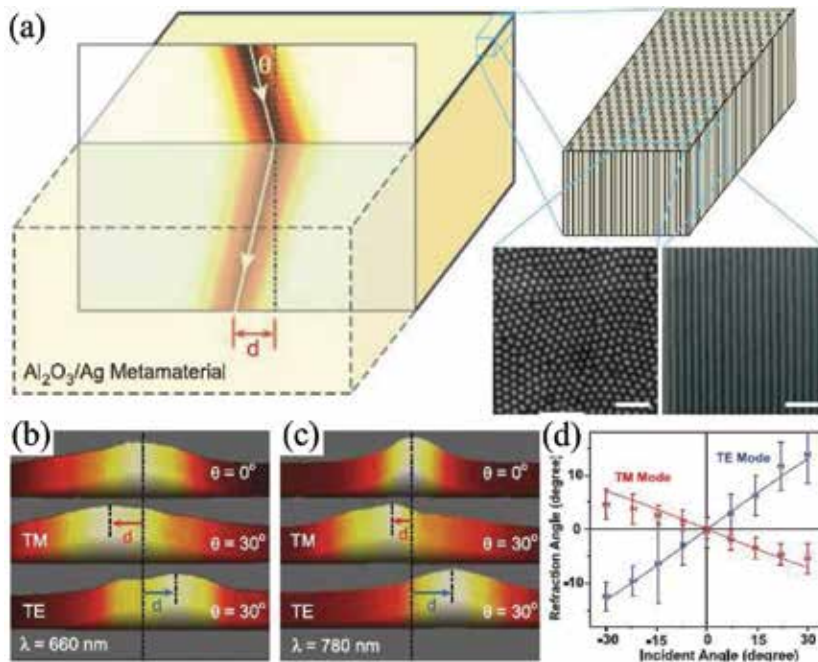 (a)
θ
d
Al₂O₃/Ag Metamaterial
(b)
θ = 0°
TM
d
θ = 30°
TE
d
θ = 30°
λ = 660 nm
(c)
θ = 0°
TM
d
θ = 30°
TE
d
θ = 30°
λ = 780 nm
(d)
TE Mode
TM Mode
Refraction Angle (degree)
10
0
-10
-30 -15 0 15 30
Incident Angle (degree)